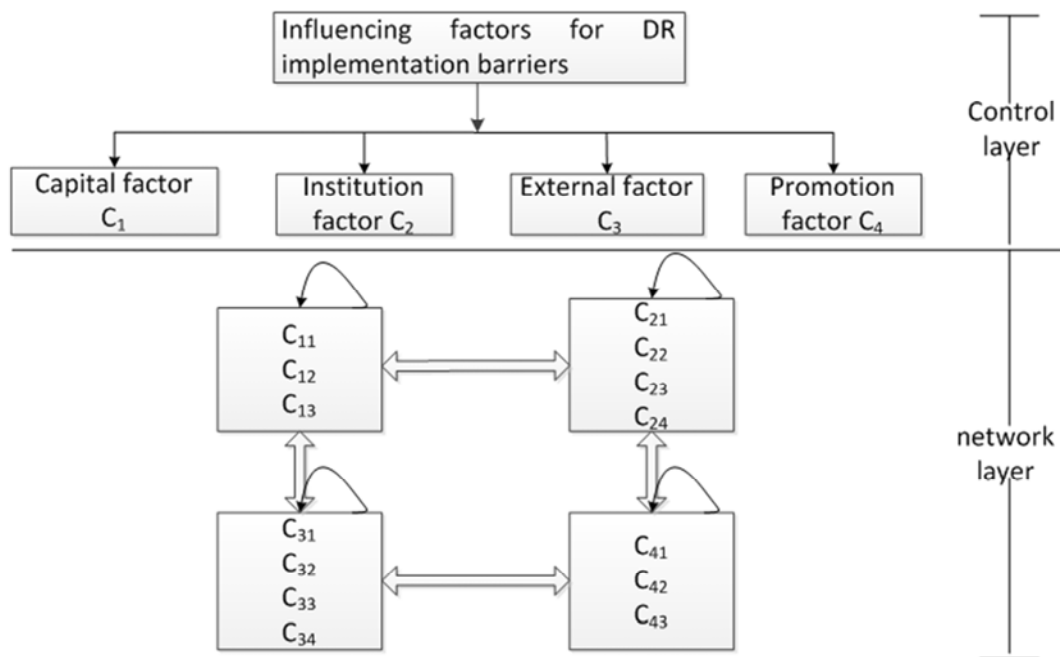 Influencing factors for DR
implementation barriers
Control
layer
Capital factor
C₁
Institution
factor C₂
External factor
C₃
Promotion
factor C₄
C₁₁
C₁₂
C₁₃
C₂₁
C₂₂
C₂₃
C₂₄
network
layer
C₃₁
C₃₂
C₃₃
C₃₄
C₄₁
C₄₂
C₄₃